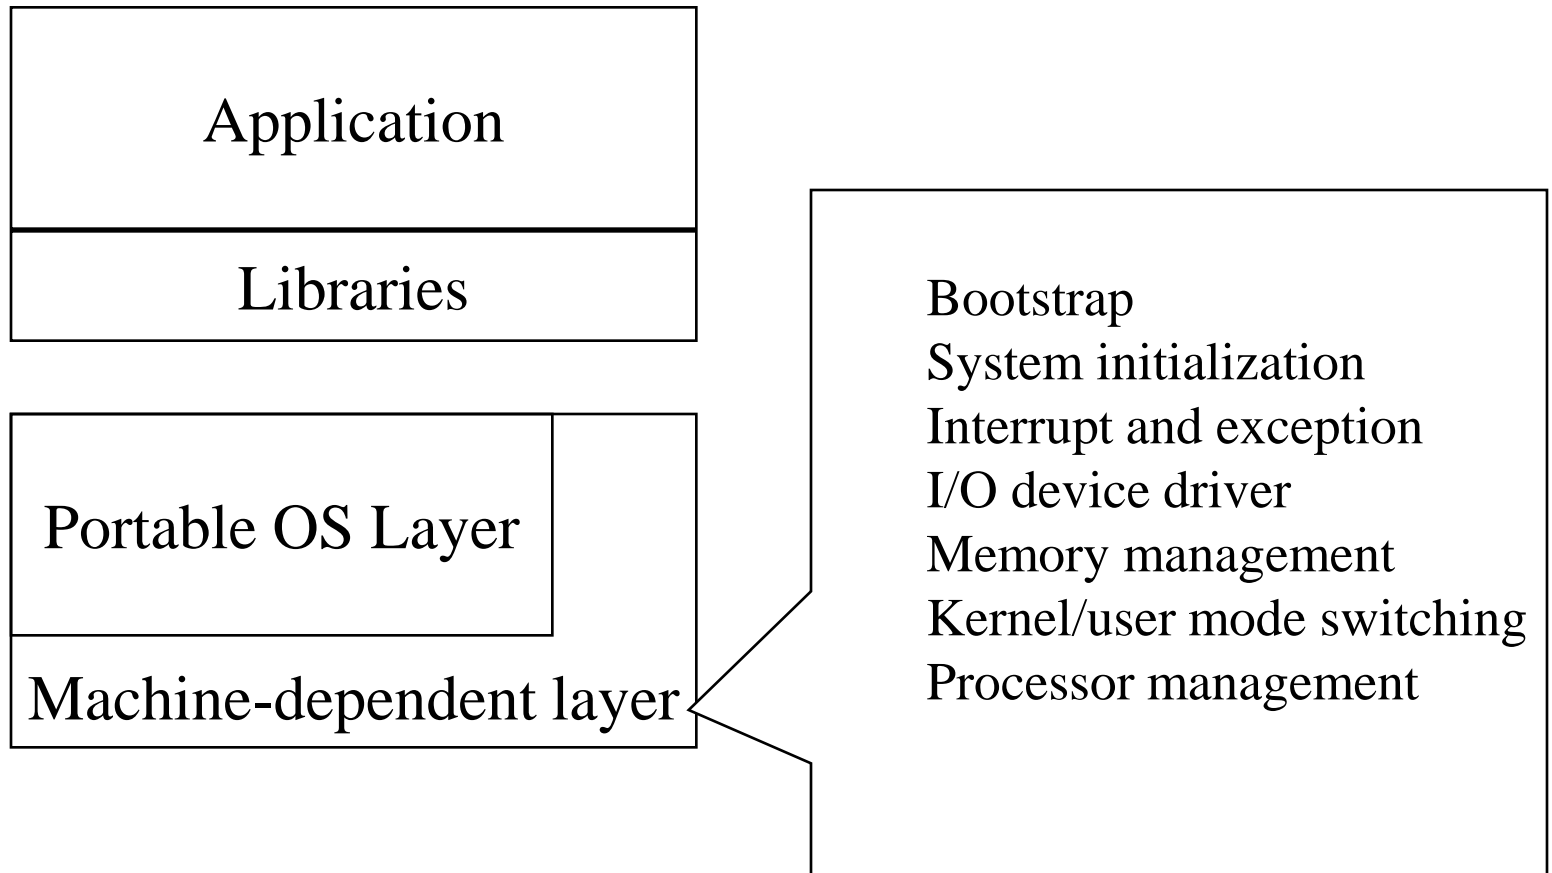 Application
Libraries
Portable OS Layer
Machine-dependent layer
Bootstrap
System initialization
Interrupt and exception
I/O device driver
Memory management
Kernel/user mode switching
Processor management